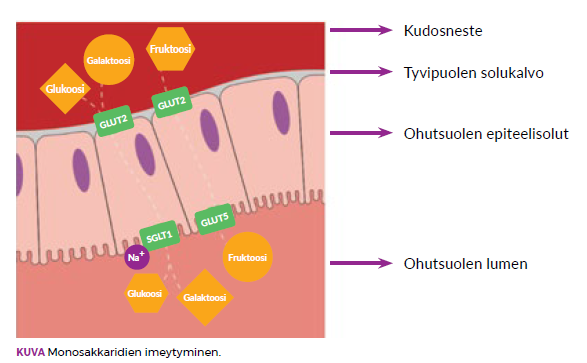 Kudosneste
Fruktoosi
Galaktoosi
Glukoosi
Tyvipuolen solukalvo
GLUT2
GLUT2
Ohutsuolen epiteelisolut
GLUT5
SGLT1
Na+
Fruktoosi
Ohutsuolen lumen
Glukoosi
Galaktoosi
KUVA Monosakkaridien imeytyminen.